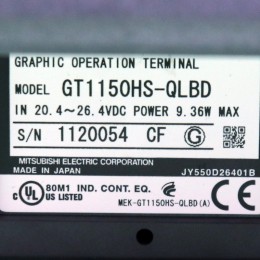 GRAPHIC OPERATION TERMINAL
MODEL GT1150HS-QLBD
IN 20.4~26.4VDC POWER 9.36W MAX
S/N 1120054 CF G
MITSUBISHI ELECTRIC CORPORATION
MADE IN JAPAN JY550D26401B
c UL US LISTED 80M1 IND. CONT. EQ. CE
MEK-GT1150HS-QLBD(A)